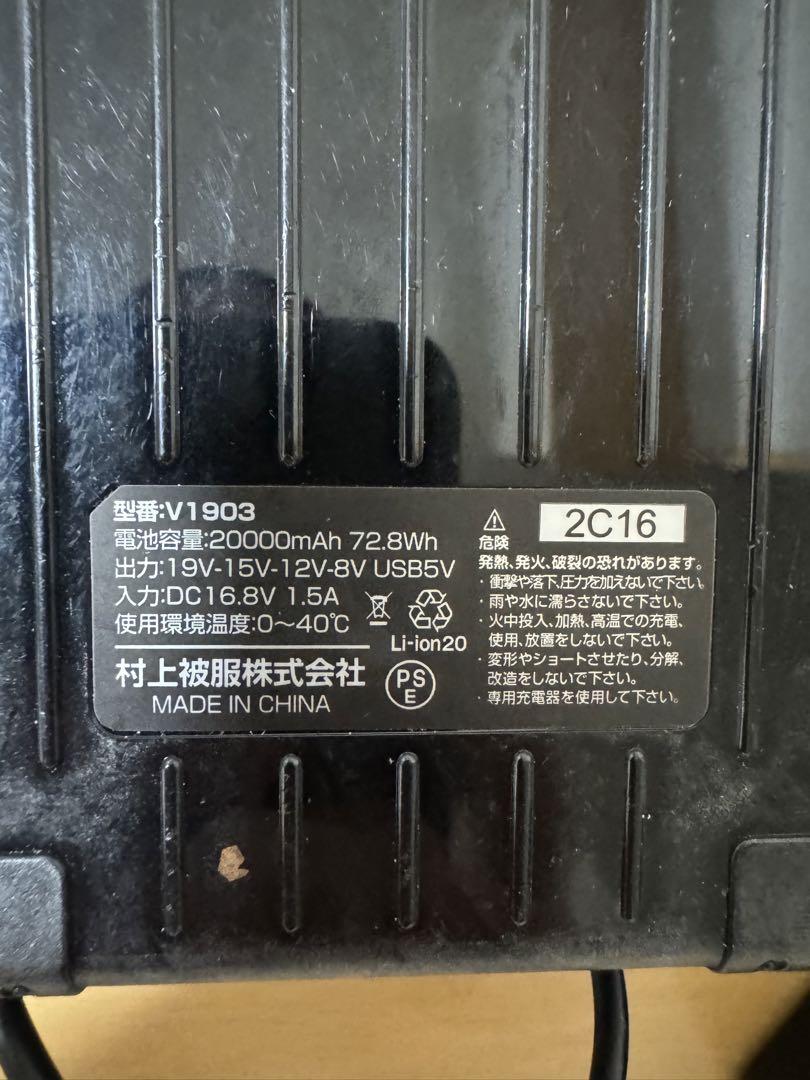 型番:V1903
電池容量:20000mAh 72.8Wh
出力:19V-15V-12V-8V USB5V
入力:DC16.8V 1.5A
使用環境温度:0〜40℃
Li-ion20
村上被服株式会社
MADE IN CHINA
PS
E
危険
2C16
発熱、発火、破裂の恐れがあります。
・衝撃や落下、圧力を加えないで下さい。
・雨や水に濡らさないで下さい。
・火中投入、加熱、高温での充電、
使用、放置をしないで下さい。
・変形やショートさせたり、分解、
改造をしないで下さい。
・専用充電器を使用して下さい。